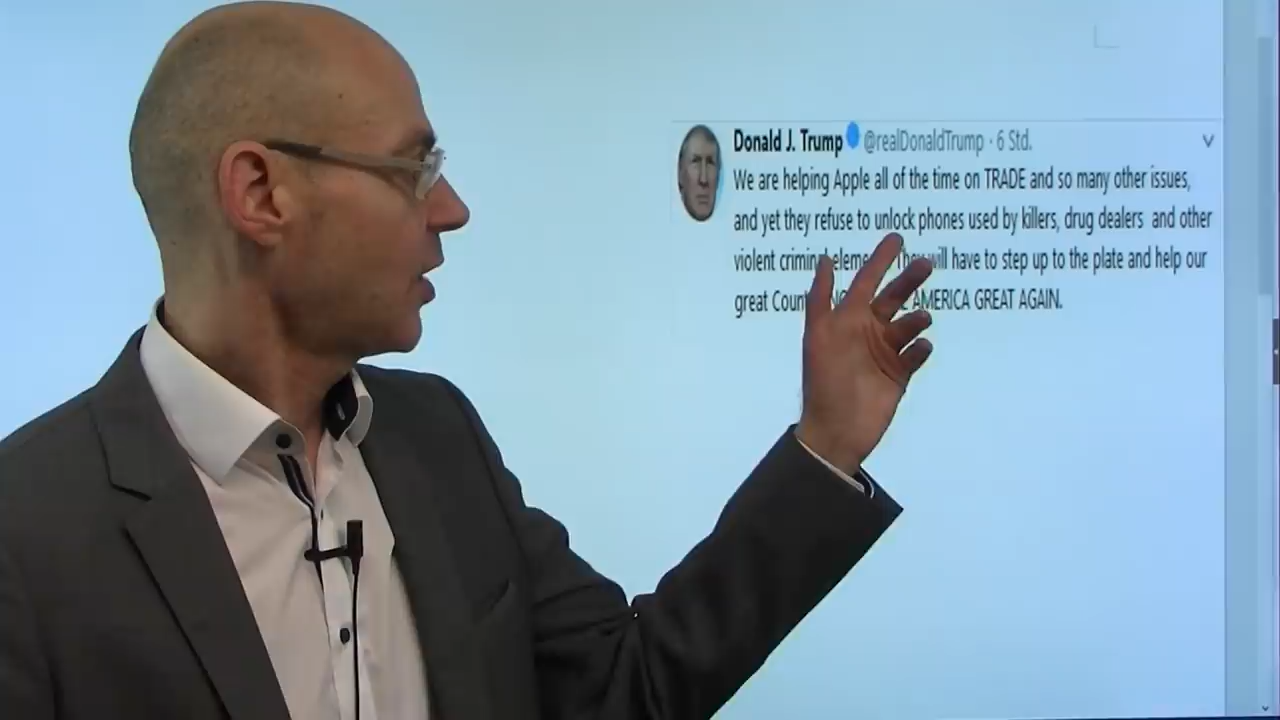 Donald J. Trump @realDonaldTrump · 6 Std.
We are helping Apple all of the time on TRADE and so many other issues,
and yet they refuse to unlock phones used by killers, drug dealers and other
violent They will have to step up to the plate and help our
great AMERICA GREAT AGAIN.